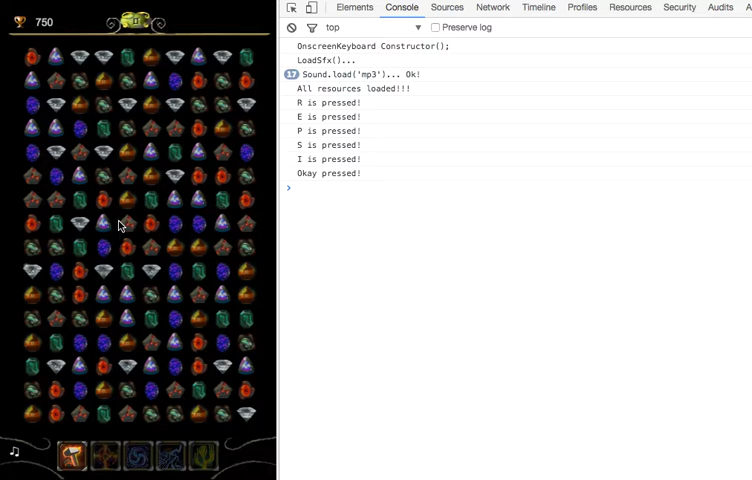 750
Elements Console Sources Network Timeline Profiles Resources Security Audits
top Preserve log
OnscreenKeyboard Constructor();
LoadSfx()...
17 Sound.load('mp3')... Ok!
All resources loaded!!!
R is pressed!
E is pressed!
P is pressed!
S is pressed!
I is pressed!
Okay pressed!